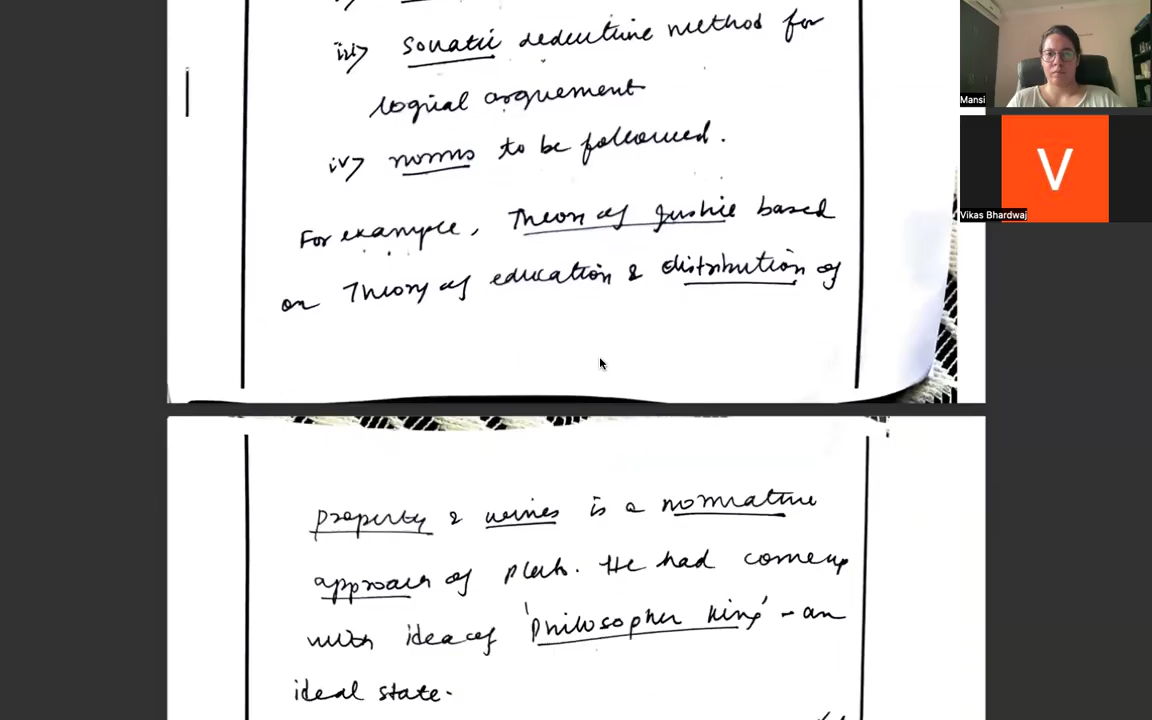 iii> Socratic deductive method for
logical arguement
iv> norms to be followed.
For example, Theory of Justice based
on Theory of education & distribution of
property & wives is a normative
approach of Plato. He had come up
with idea of 'Philosopher King' - an
ideal state.
Mansi
V
Vikas Bhardwaj